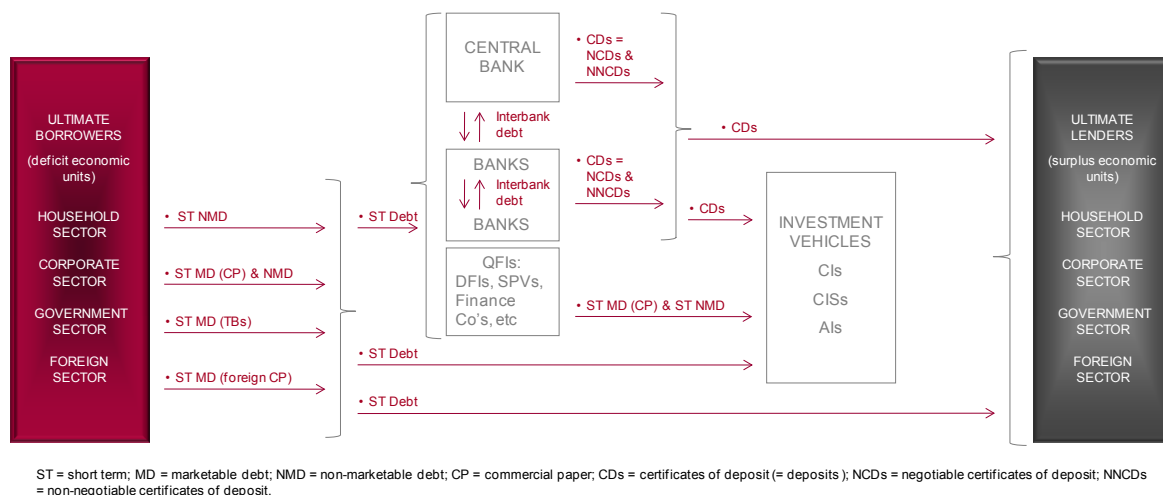 ULTIMATE
BORROWERS
(deficit economic
units)
HOUSEHOLD
SECTOR
CORPORATE
SECTOR
GOVERNMENT
SECTOR
FOREIGN
SECTOR
• ST NMD
• ST MD (CP) & NMD
• ST MD (TBs)
• ST MD (foreign CP)
• ST Debt
• ST Debt
• ST Debt
CENTRAL
BANK
Interbank
debt
BANKS
Interbank
debt
BANKS
QFIs:
DFIs, SPVs,
Finance
Co's, etc
• CDs =
NCDs &
NNCDs
• CDs =
NCDs &
NNCDs
• ST MD (CP) & ST NMD
• CDs
• CDs
INVESTMENT
VEHICLES
CIs
CISs
AIs
ULTIMATE
LENDERS
(surplus economic
units)
HOUSEHOLD
SECTOR
CORPORATE
SECTOR
GOVERNMENT
SECTOR
FOREIGN
SECTOR
ST = short term; MD = marketable debt; NMD = non-marketable debt; CP = commercial paper; CDs = certificates of deposit (= deposits); NCDs = negotiable certificates of deposit; NNCDs
= non-negotiable certificates of deposit.